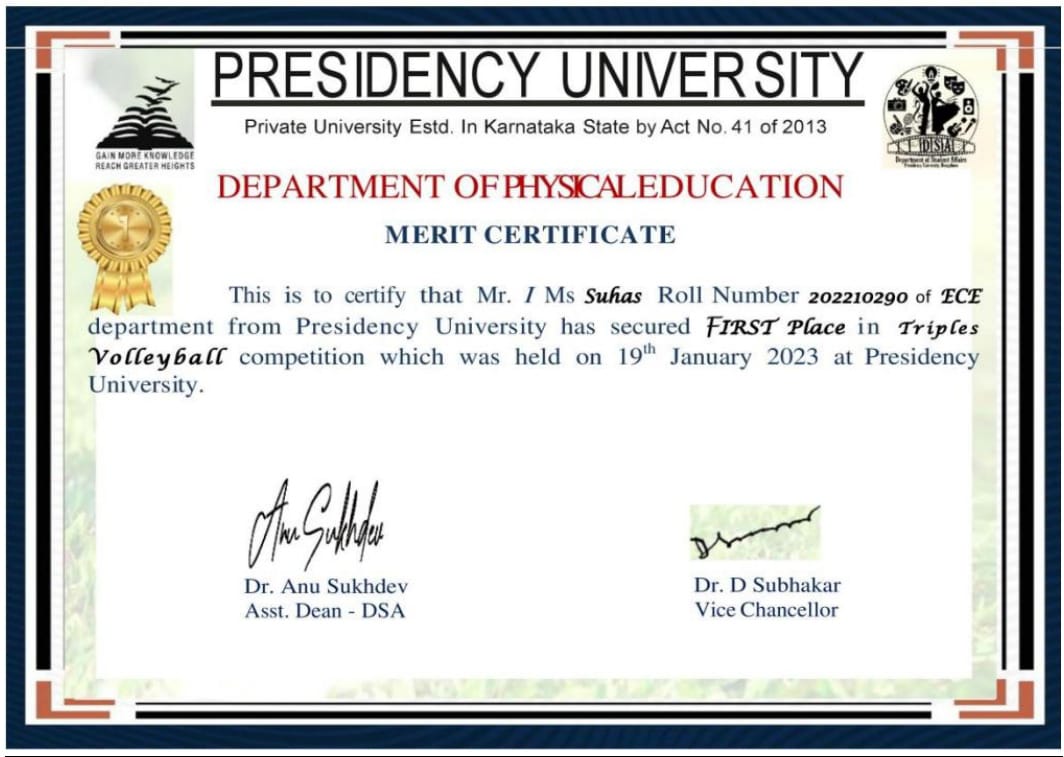 PRESIDENCY UNIVERSITY
Private University Estd. In Karnataka State by Act No. 41 of 2013
GAIN MORE KNOWLEDGE
REACH GREATER HEIGHTS
DSA
Department of Student Affairs
Presidency University, Bengaluru
DEPARTMENT OF PHYSICAL EDUCATION
MERIT CERTIFICATE
1
This is to certify that Mr. I Ms Suhas Roll Number 202210290 of ECE
department from Presidency University has secured FIRST Place in Triples
Volleyball competition which was held on 19th January 2023 at Presidency
University.
Anu Sukhdev
Dr. Anu Sukhdev
Asst. Dean - DSA
Dr. D Subhakar
Vice Chancellor